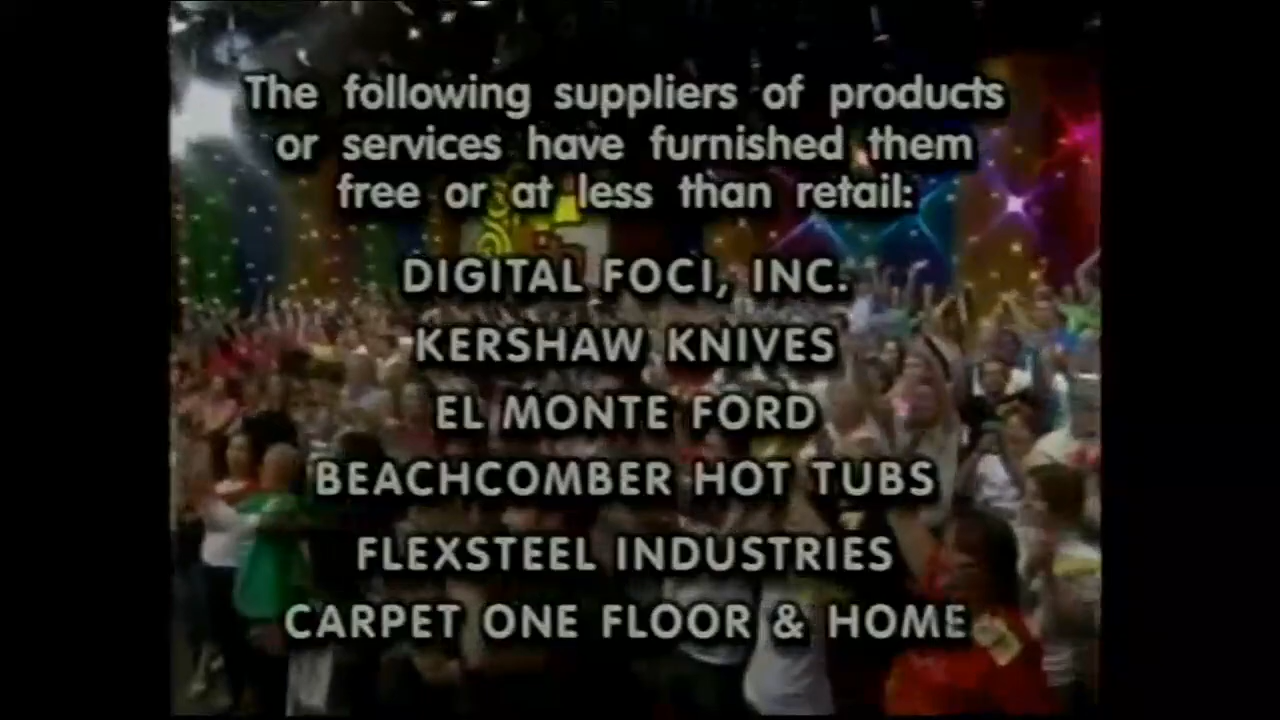 The following suppliers of products
or services have furnished them
free or at less than retail:
DIGITAL FOCI, INC.
KERSHAW KNIVES
EL MONTE FORD
BEACHCOMBER HOT TUBS
FLEXSTEEL INDUSTRIES
CARPET ONE FLOOR & HOME